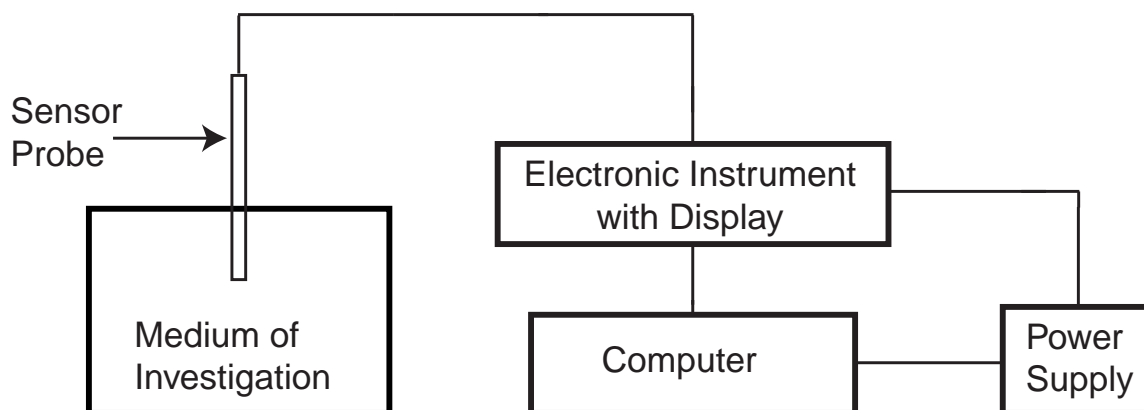 Sensor
Probe
Electronic Instrument
with Display
Medium of
Investigation
Computer
Power
Supply